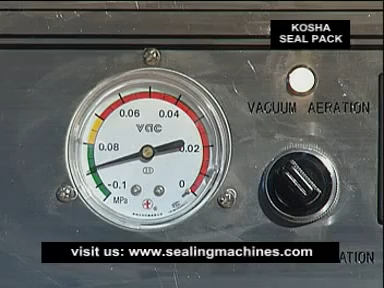 KOSHA
SEAL PACK
VACUUM AERATION
0.06
0.04
vac
0.08
0.02
-0.1
0
MPa
visit us: www.sealingmachines.com
ATION